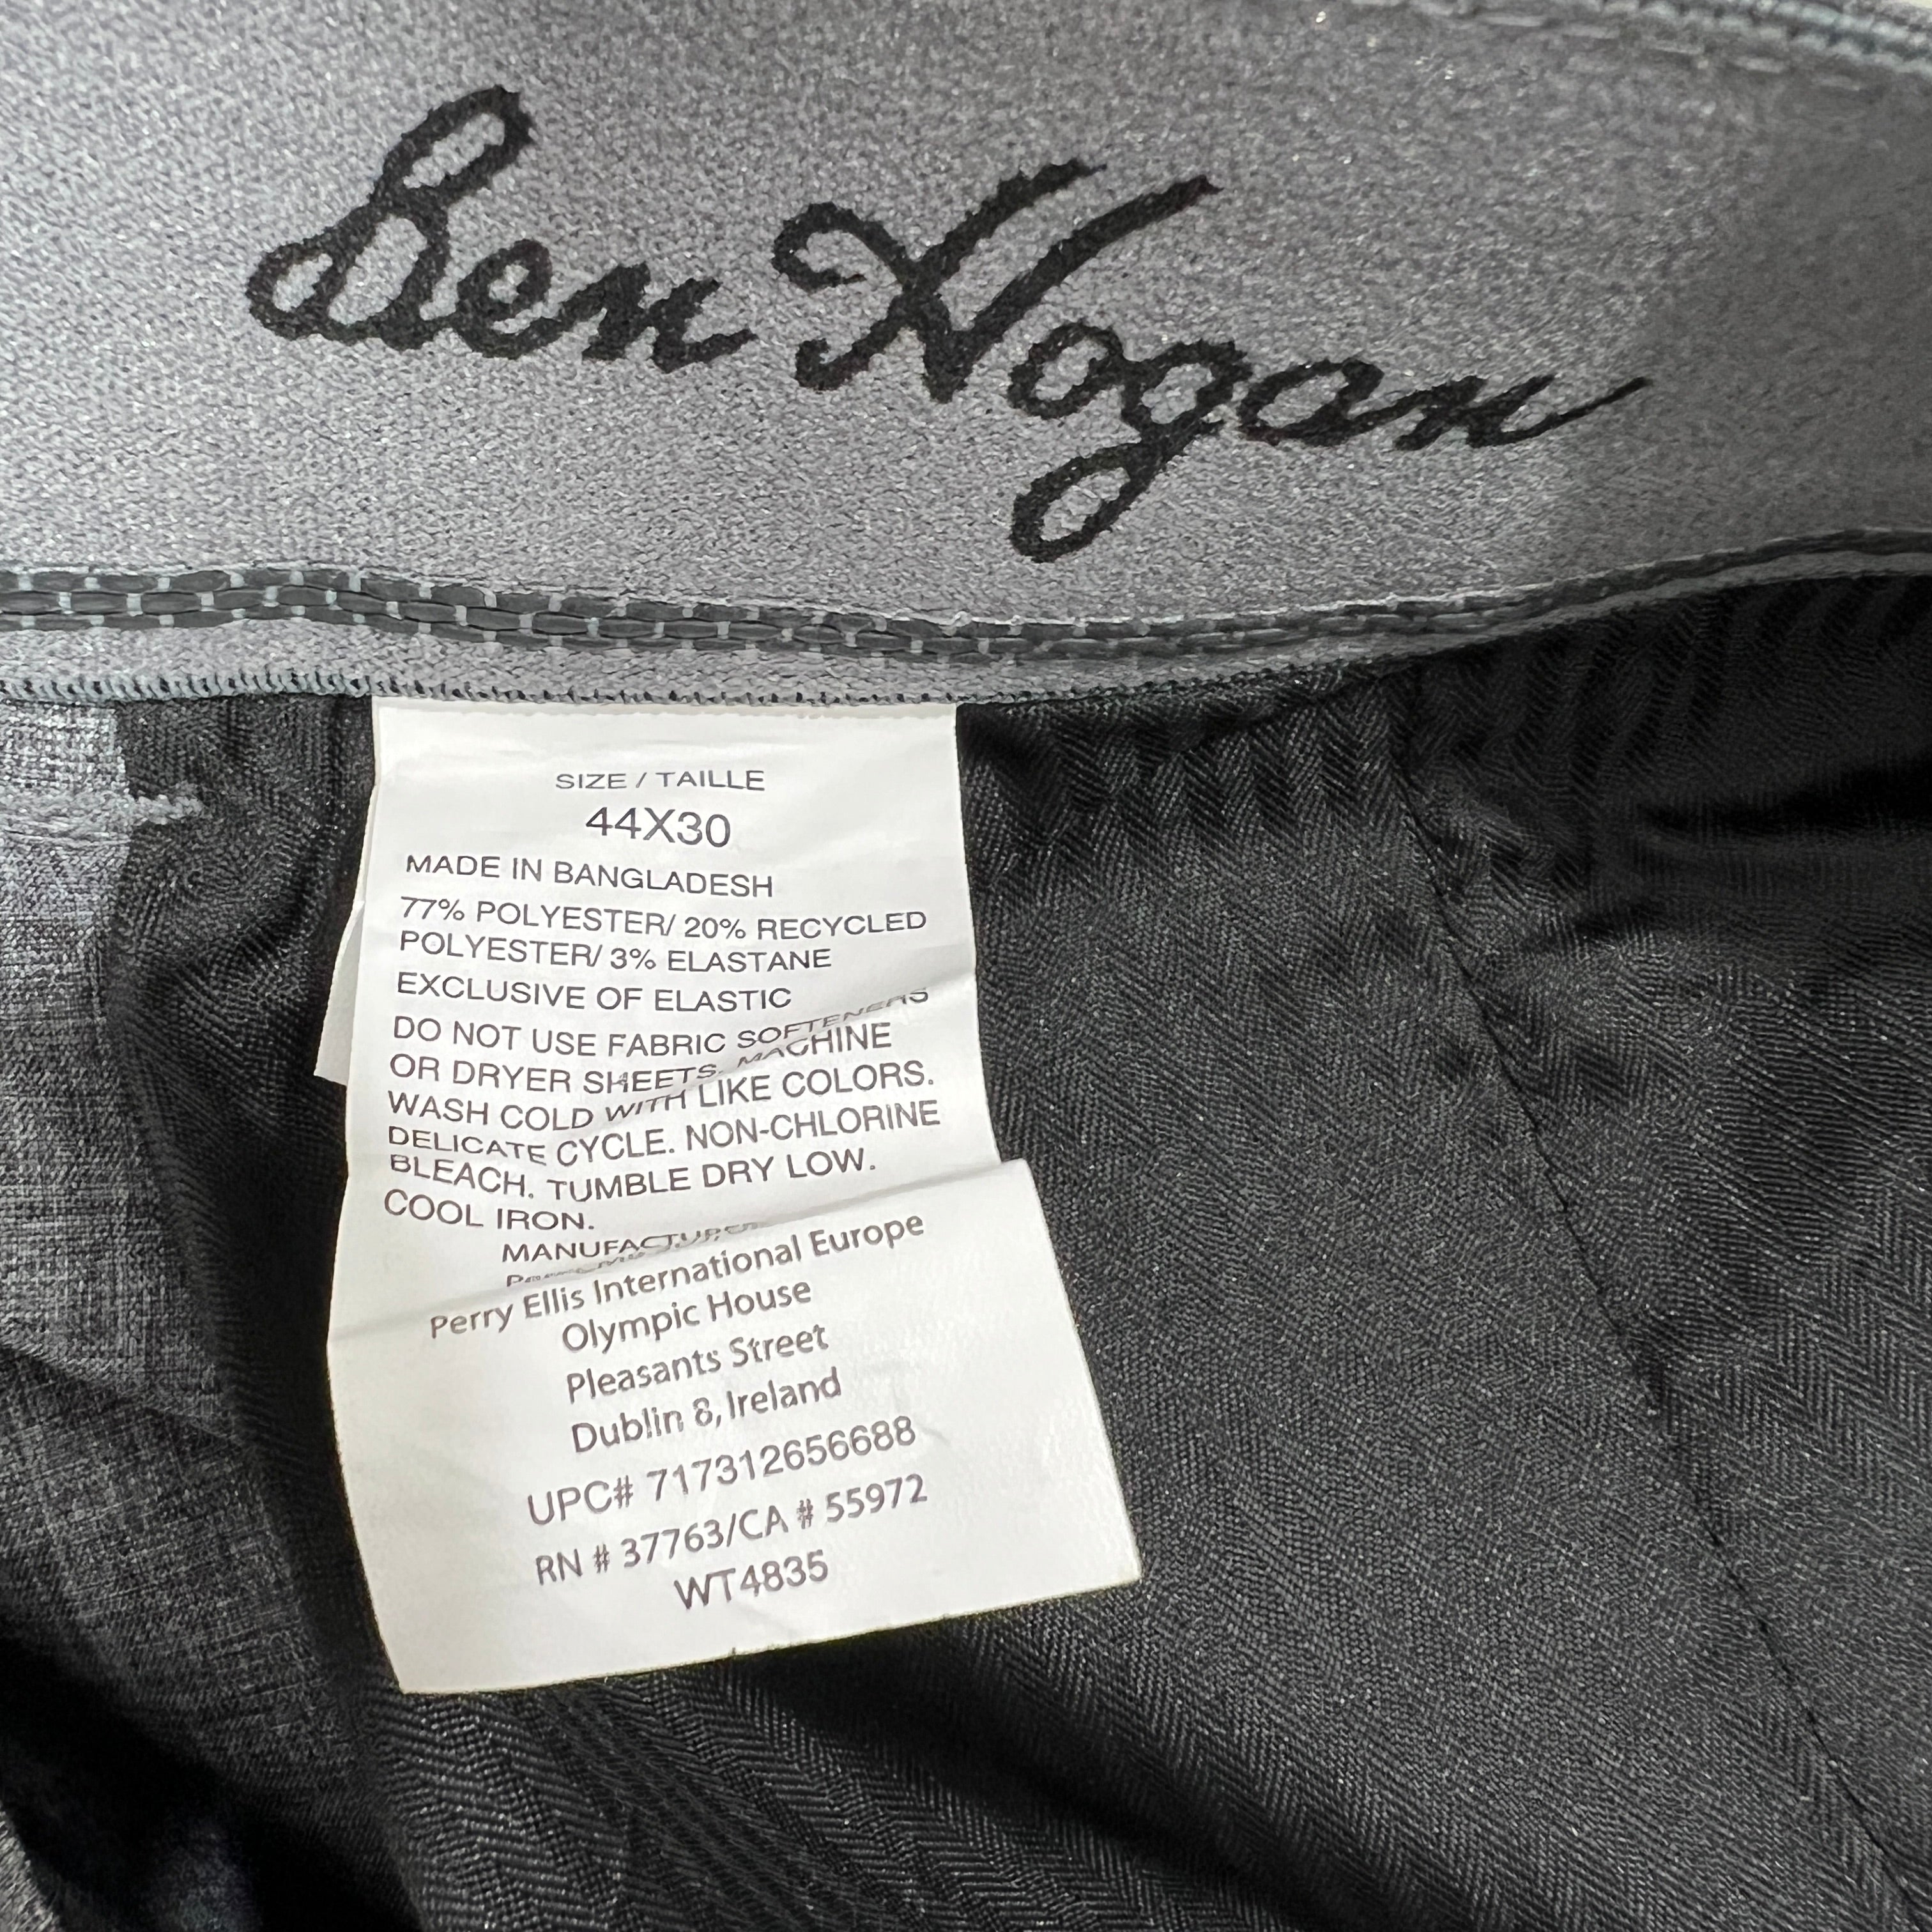 Ben Hogan
SIZE / TAILLE
44X30
MADE IN BANGLADESH
77% POLYESTER/ 20% RECYCLED
POLYESTER/ 3% ELASTANE
EXCLUSIVE OF ELASTIC
DO NOT USE FABRIC SOFTENERS
OR DRYER SHEETS. MACHINE
WASH COLD WITH LIKE COLORS.
DELICATE CYCLE. NON-CHLORINE
BLEACH. TUMBLE DRY LOW.
COOL IRON.
MANUFACTURER
Perry Ellis International Europe
Olympic House
Pleasants Street
Dublin 8, Ireland
UPC# 717312656688
RN # 37763/CA # 55972
WT4835